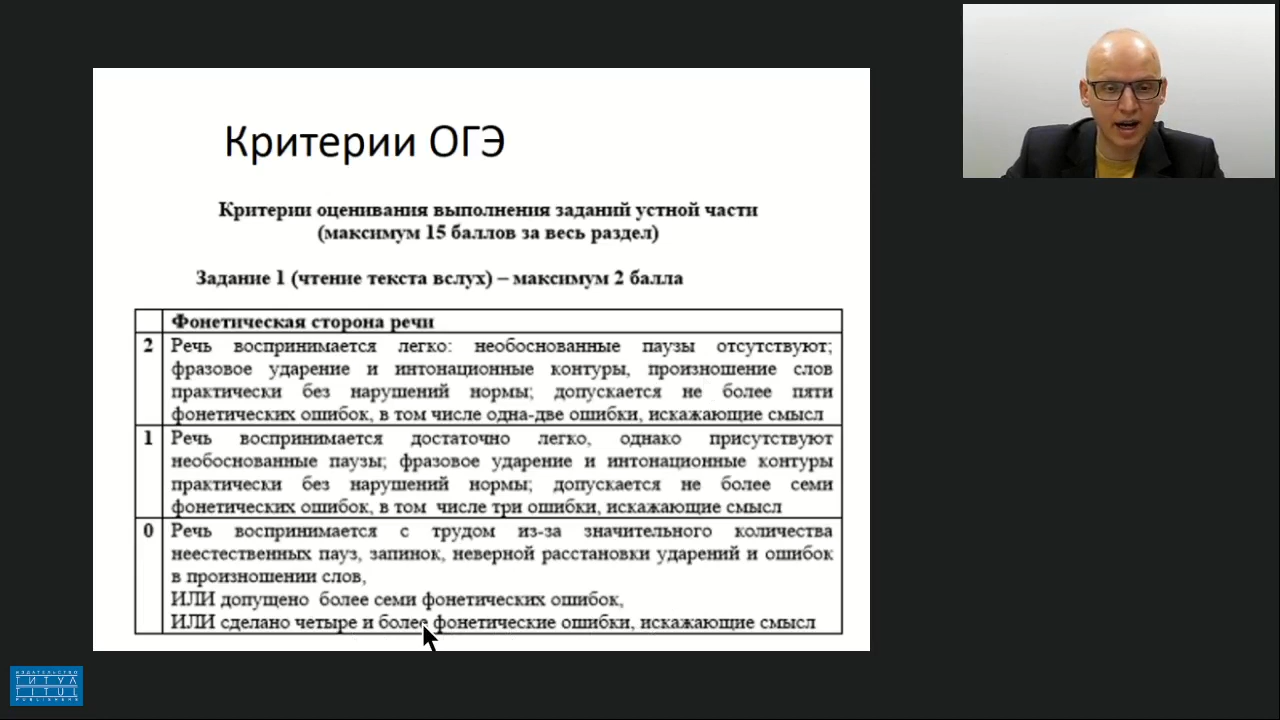 Критерии ОГЭ
Критерии оценивания выполнения заданий устной части
(максимум 15 баллов за весь раздел)
Задание 1 (чтение текста вслух) – максимум 2 балла
Фонетическая сторона речи
2 Речь воспринимается легко: необоснованные паузы отсутствуют;
фразовое ударение и интонационные контуры, произношение слов
практически без нарушений нормы; допускается не более пяти
фонетических ошибок, в том числе одна-две ошибки, искажающие смысл
1 Речь воспринимается достаточно легко, однако присутствуют
необоснованные паузы; фразовое ударение и интонационные контуры
практически без нарушений нормы; допускается не более семи
фонетических ошибок, в том числе три ошибки, искажающие смысл
0 Речь воспринимается с трудом из-за значительного количества
неестественных пауз, запинок, неверной расстановки ударений и ошибок
в произношении слов,
ИЛИ допущено более семи фонетических ошибок,
ИЛИ сделано четыре и более фонетические ошибки, искажающие смысл
ИЗДАТЕЛЬСТВО
ТИТУЛ
TITUL
PUBLISHERS